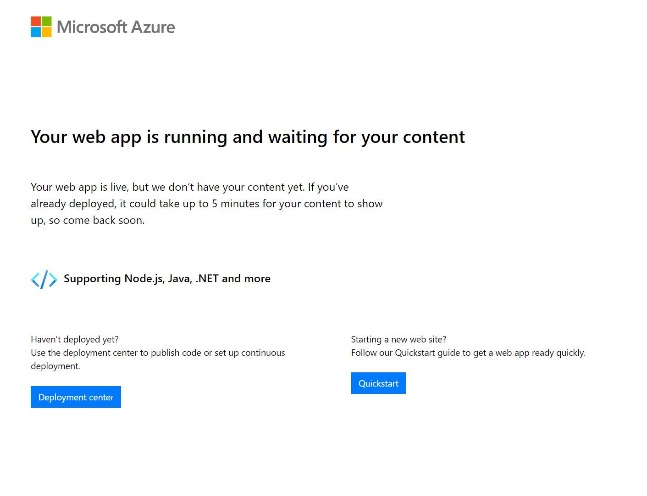 Microsoft Azure
Your web app is running and waiting for your content
Your web app is live, but we don't have your content yet. If you've
already deployed, it could take up to 5 minutes for your content to show
up, so come back soon.
Supporting Node.js, Java, .NET and more
Haven't deployed yet?
Use the deployment center to publish code or set up continuous
deployment.
Deployment center
Starting a new web site?
Follow our Quickstart guide to get a web app ready quickly.
Quickstart